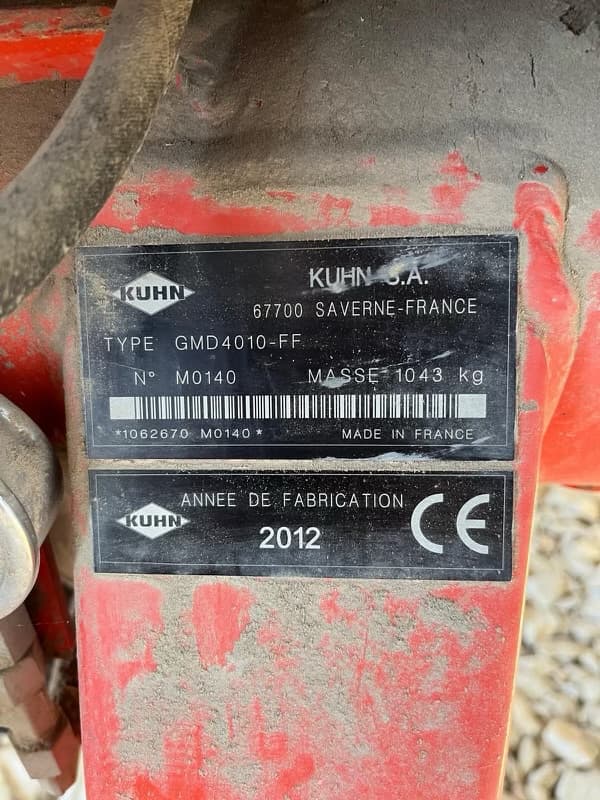 KUHN
KUHN S.A.
67700 SAVERNE-FRANCE
TYPE GMD4010-FF
N° M0140 MASSE 1043 kg
*1062670 M0140*
MADE IN FRANCE
KUHN
ANNEE DE FABRICATION
2012
CE